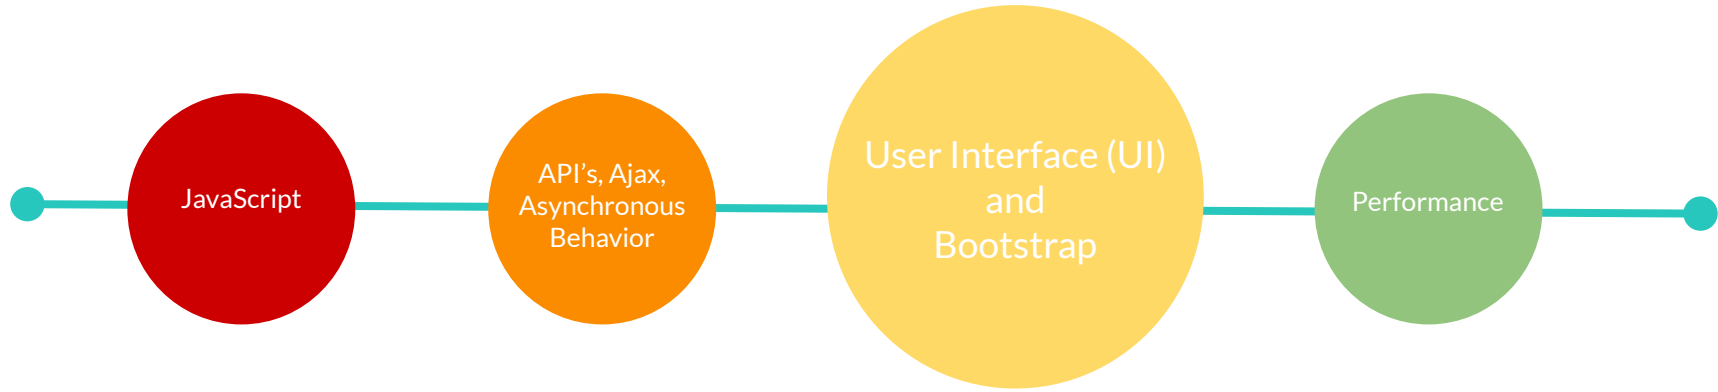 JavaScript
API’s, Ajax,
Asynchronous
Behavior
User Interface (UI)
and
Bootstrap
Performance